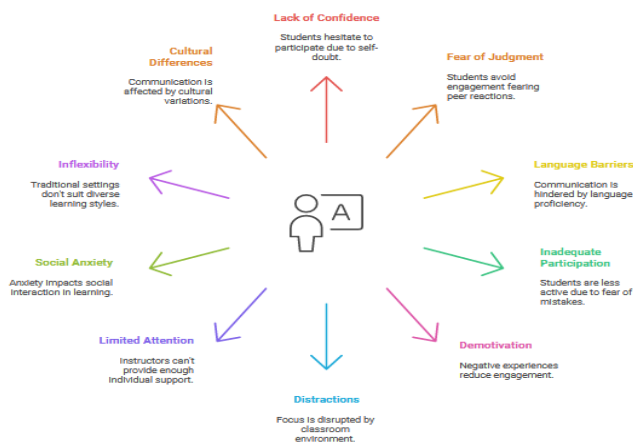 Lack of Confidence
Students hesitate to
participate due to self-
doubt.
Cultural
Differences
Communication is
affected by cultural
variations.
Fear of Judgment
Students avoid
engagement fearing
peer reactions.
Inflexibility
Traditional settings
don't suit diverse
learning styles.
A
Language Barriers
Communication is
hindered by language
proficiency.
Social Anxiety
Anxiety impacts social
interaction in learning.
Inadequate
Participation
Students are less
active due to fear of
mistakes.
Limited Attention
Instructors can't
provide enough
individual support.
Demotivation
Negative experiences
reduce engagement.
Distractions
Focus is disrupted by
classroom
environment.